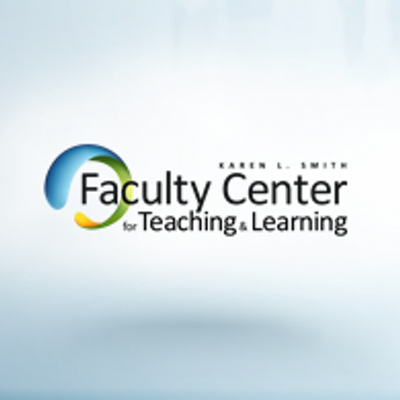 KAREN L. SMITH
Faculty Center
for Teaching & Learning